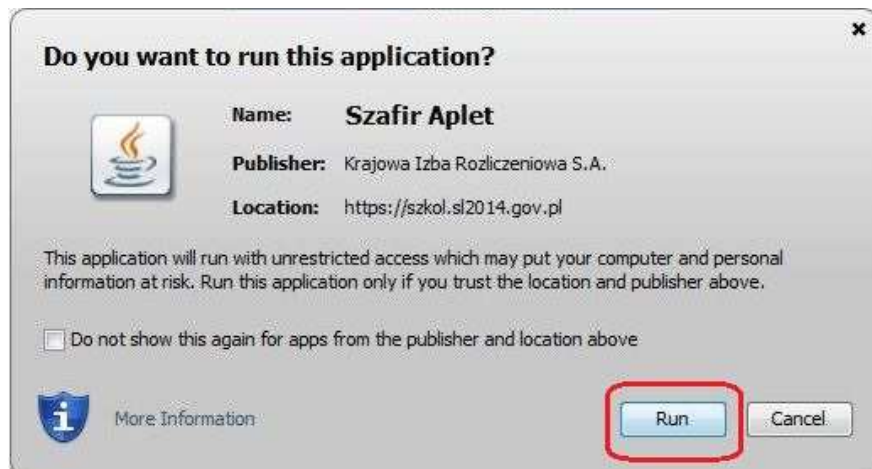 Do you want to run this application?
Name: Szafir Aplet
Publisher: Krajowa Izba Rozliczeniowa S.A.
Location: https://szkol.sl2014.gov.pl
This application will run with unrestricted access which may put your computer and personal
information at risk. Run this application only if you trust the location and publisher above.
Do not show this again for apps from the publisher and location above
More Information
Run Cancel